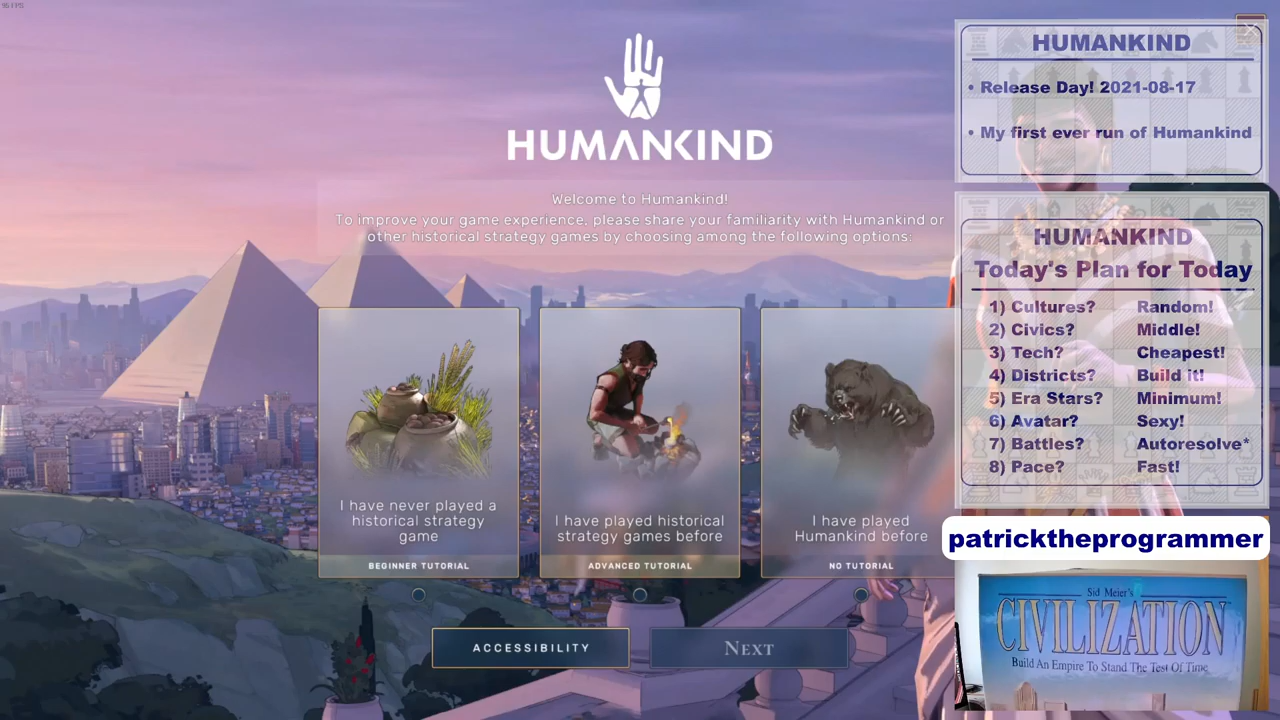 HUMANKIND
Welcome to Humankind!
To improve your game experience, please share your familiarity with Humankind or
other historical strategy games by choosing among the following options:
I have never played a
historical strategy
game
BEGINNER TUTORIAL
I have played historical
strategy games before
ADVANCED TUTORIAL
I have played
Humankind before
NO TUTORIAL
ACCESSIBILITY
NEXT
HUMANKIND
• Release Day! 2021-08-17
• My first ever run of Humankind
HUMANKIND
Today's Plan for Today
1) Cultures? Random!
2) Civics? Middle!
3) Tech? Cheapest!
4) Districts? Build it!
5) Era Stars? Minimum!
6) Avatar? Sexy!
7) Battles? Autoresolve*
8) Pace? Fast!
patricktheprogrammer
Sid Meier's
CIVILIZATION
Build An Empire To Stand The Test Of Time